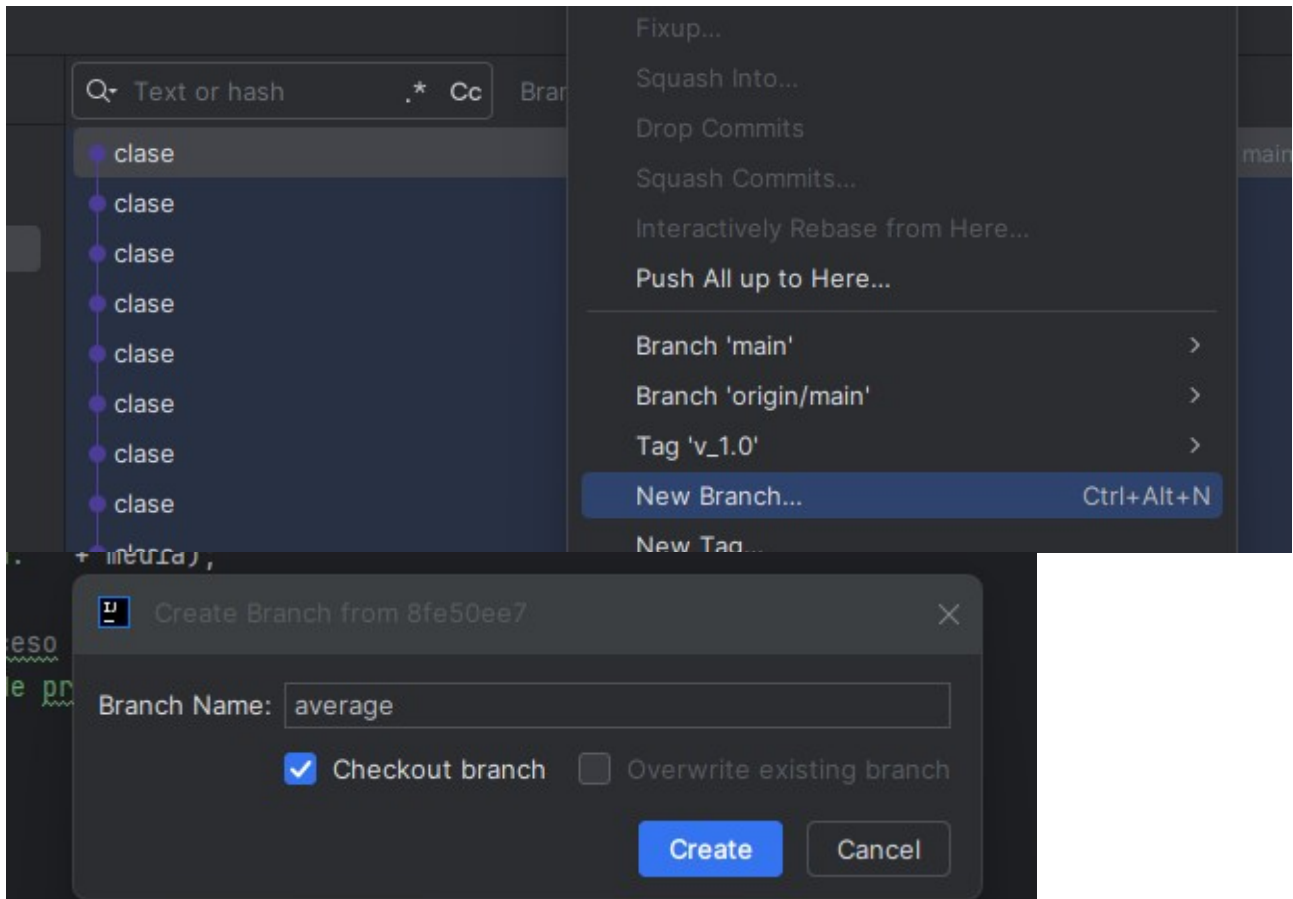 Fixup...
Text or hash .* Cc Bran
Squash Into...
Drop Commits
clase main
Squash Commits...
clase
Interactively Rebase from Here...
clase
Push All up to Here...
clase
Branch 'main'
clase
Branch 'origin/main'
clase
Tag 'v_1.0'
clase
New Branch... Ctrl+Alt+N
clase
New Tag...
+ media);
Create Branch from 8fe50ee7
eso
e pr
Branch Name: average
Checkout branch Overwrite existing branch
Create Cancel